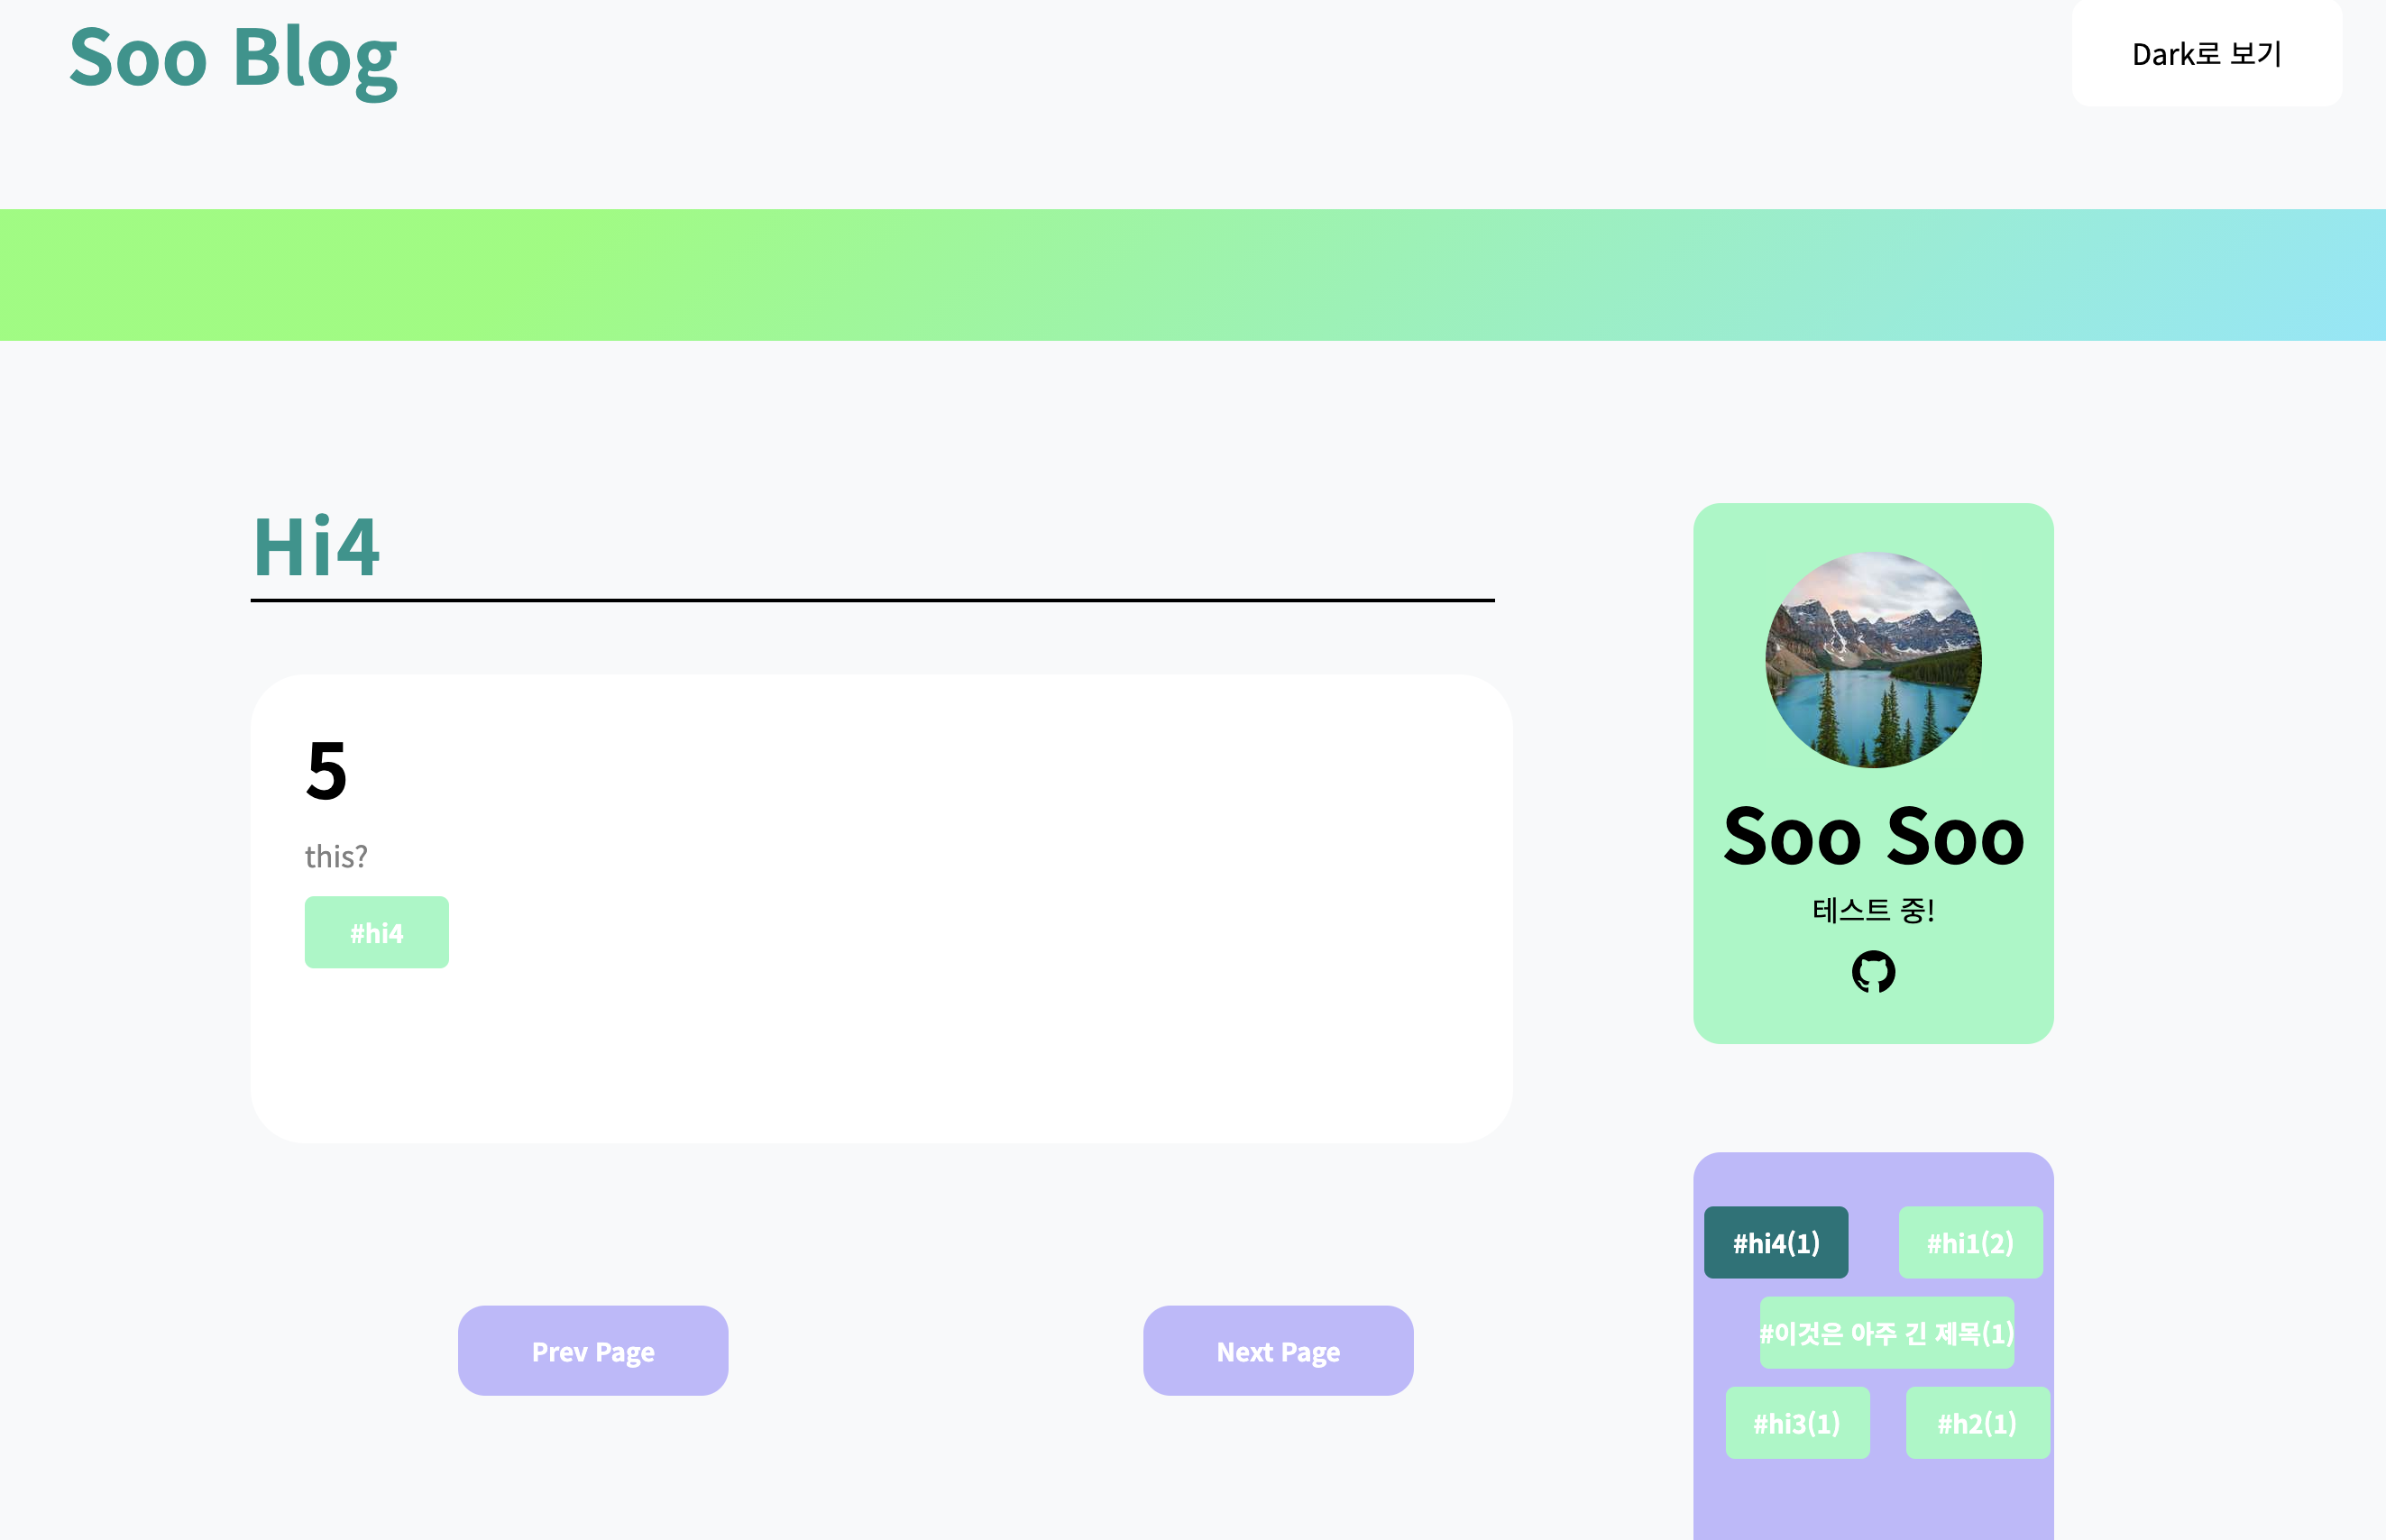 Soo Blog
Dark로 보기
Hi4
5
this?
#hi4
Prev Page
Next Page
Soo Soo
테스트 중!
#hi4(1)
#hi1(2)
#이것은 아주 긴 제목(1)
#hi3(1)
#h2(1)